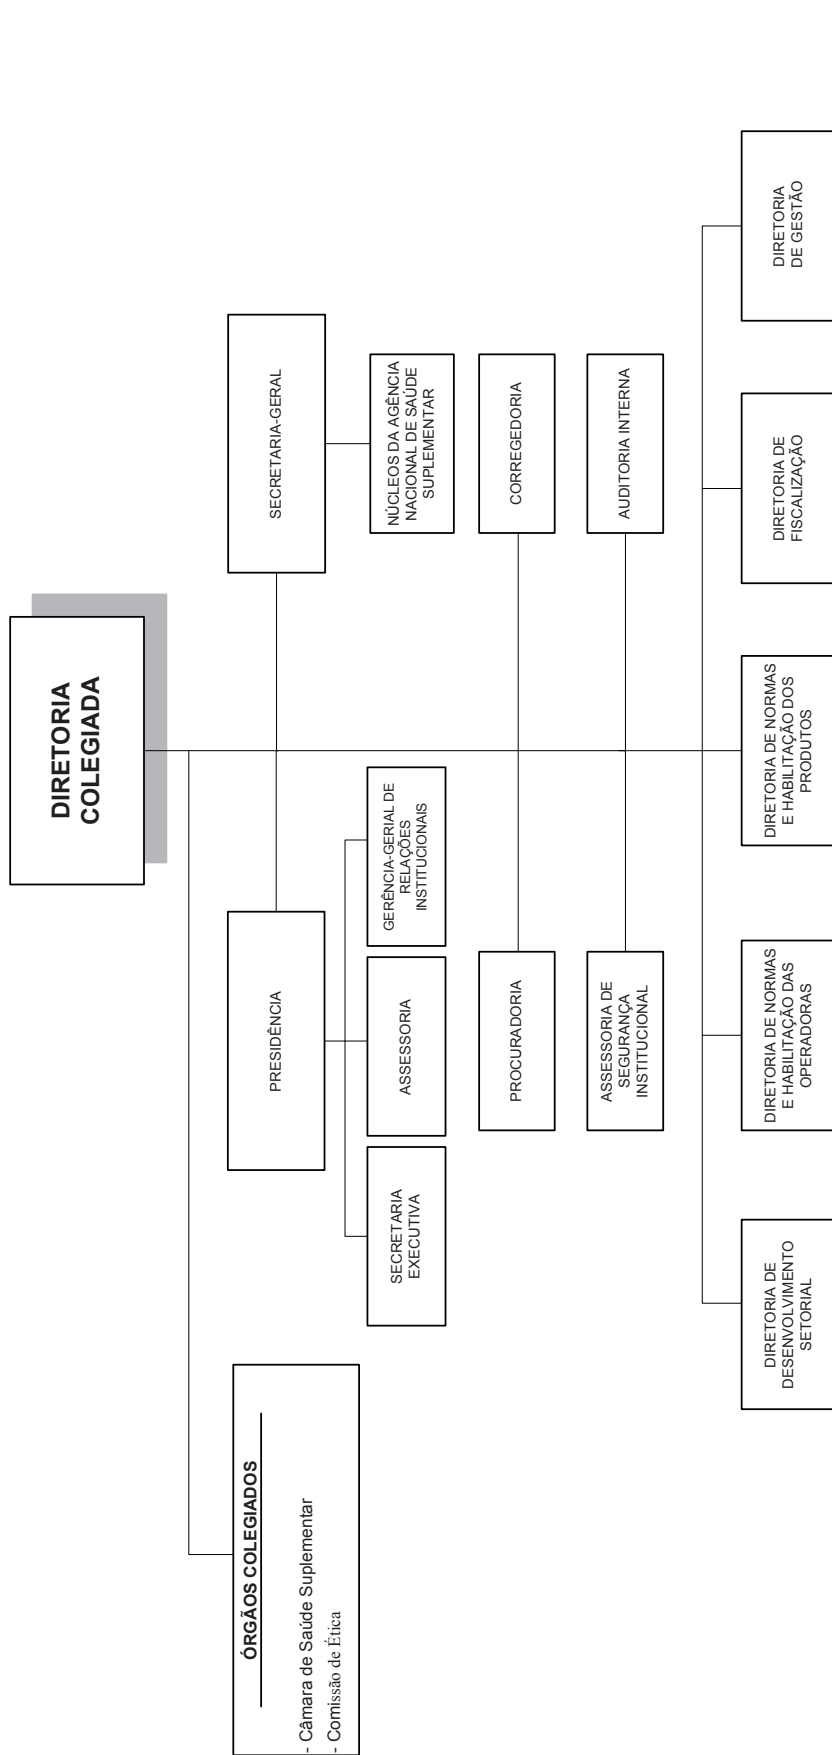 DIRETORIA
COLEGIADA
ÓRGÃOS COLEGIADOS
- Câmara de Saúde Suplementar
- Comissão de Ética
PRESIDÊNCIA
SECRETARIA-GERAL
SECRETARIA
EXECUTIVA
ASSESSORIA
GERÊNCIA-GERIAL DE
RELAÇÕES
INSTITUCIONAIS
NÚCLEOS DA AGÊNCIA
NACIONAL DE SAÚDE
SUPLEMENTAR
PROCURADORIA
CORREGEDORIA
ASSESSORIA DE
SEGURANÇA
INSTITUCIONAL
AUDITORIA INTERNA
DIRETORIA DE
DESENVOLVIMENTO
SETORIAL
DIRETORIA DE NORMAS
E HABILITAÇÃO DAS
OPERADORAS
DIRETORIA DE NORMAS
E HABILITAÇÃO DOS
PRODUTOS
DIRETORIA DE
FISCALIZAÇÃO
DIRETORIA
DE GESTÃO